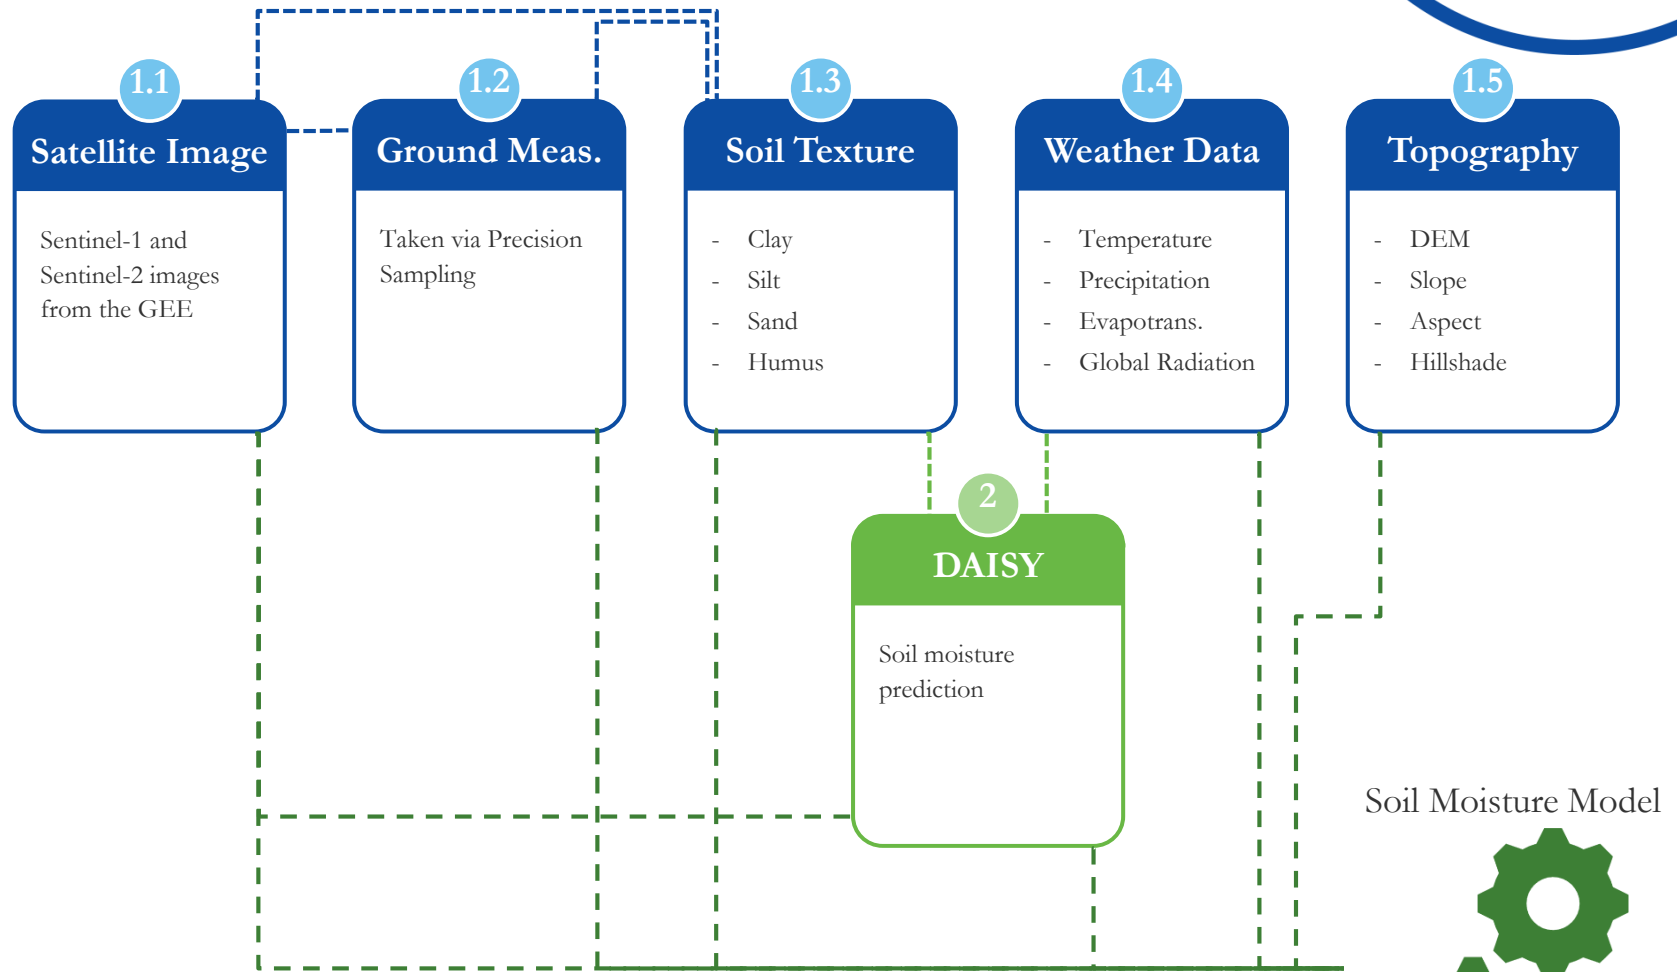 1.1
Satellite Image
Sentinel-1 and
Sentinel-2 images
from the GEE
1.2
Ground Meas.
Taken via Precision
Sampling
1.3
Soil Texture
- Clay
- Silt
- Sand
- Humus
1.4
Weather Data
- Temperature
- Precipitation
- Evapotrans.
- Global Radiation
1.5
Topography
- DEM
- Slope
- Aspect
- Hillshade
2
DAISY
Soil moisture
prediction
Soil Moisture Model